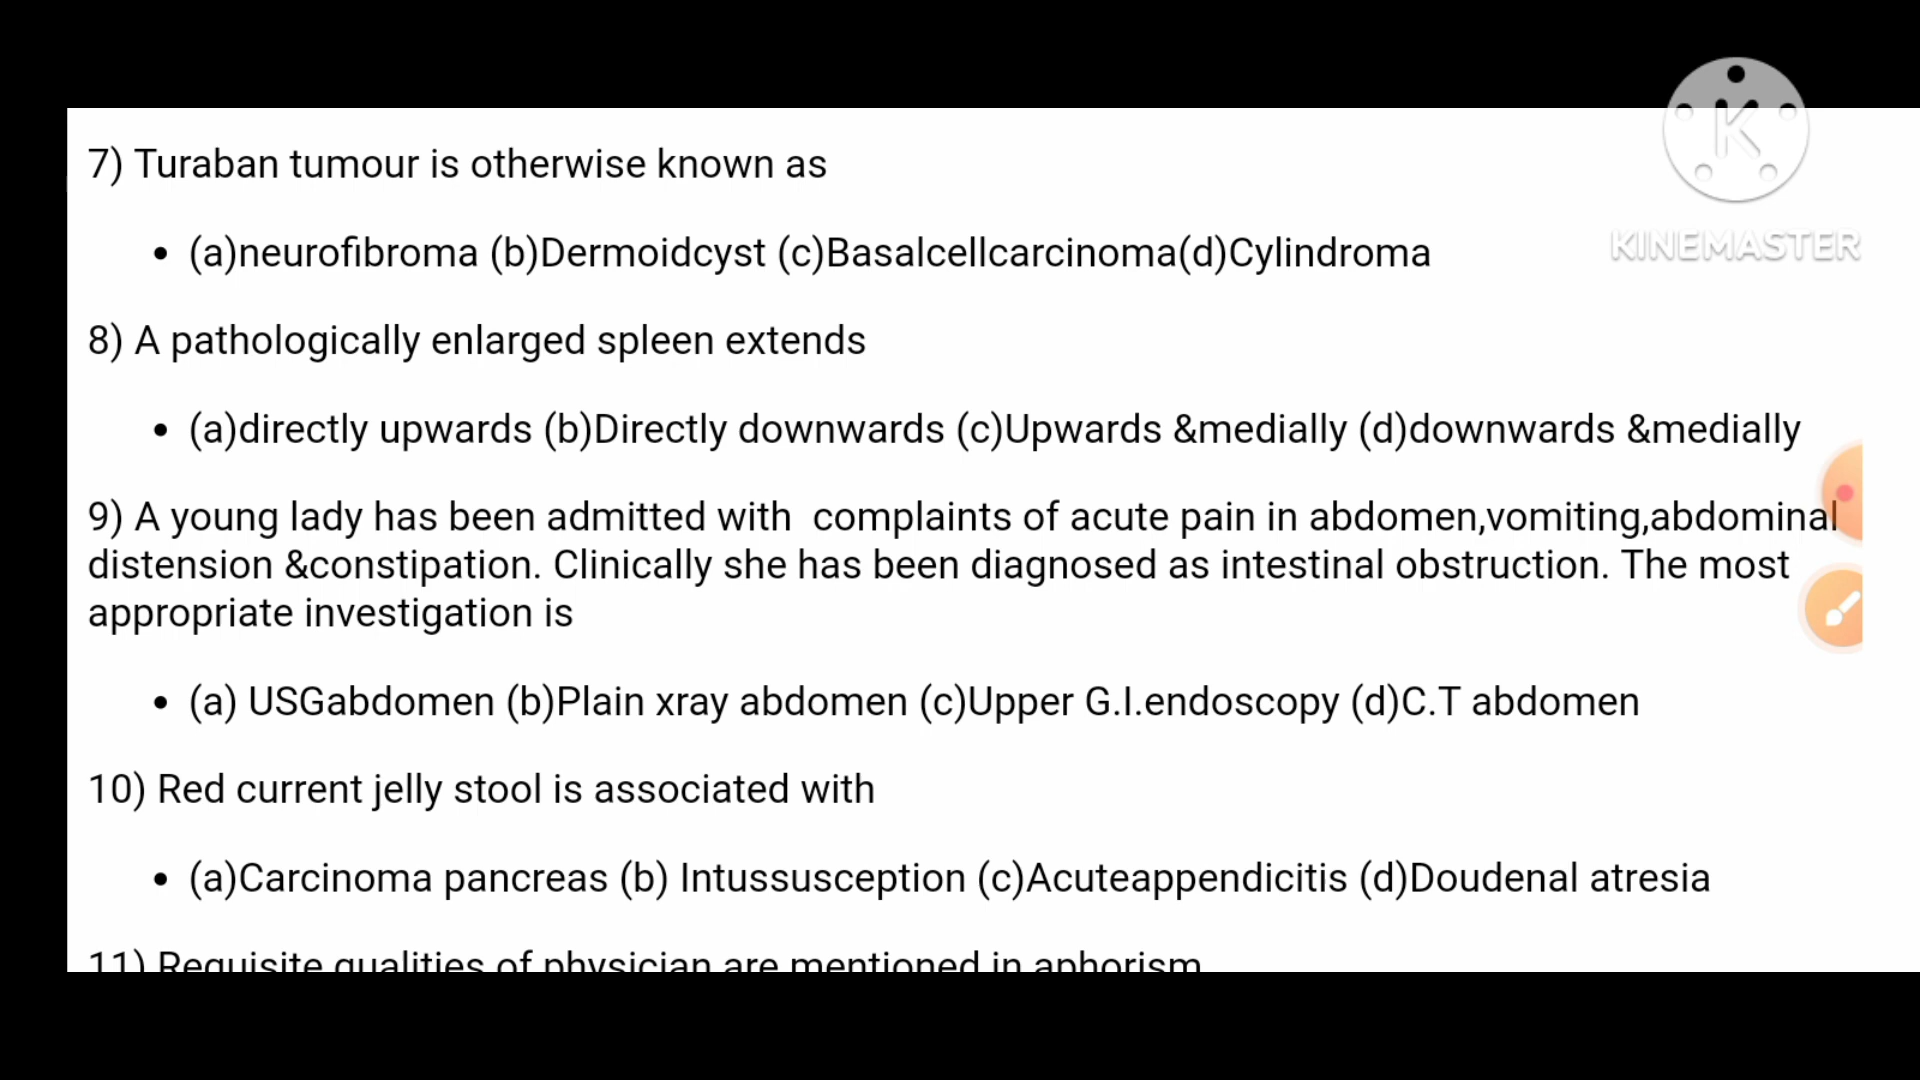 K
KINEMASTER
7) Turaban tumour is otherwise known as
• (a)neurofibroma (b)Dermoidcyst (c)Basalcellcarcinoma(d)Cylindroma
8) A pathologically enlarged spleen extends
• (a)directly upwards (b)Directly downwards (c)Upwards &medially (d)downwards &medially
9) A young lady has been admitted with  complaints of acute pain in abdomen,vomiting,abdominal
distension &constipation. Clinically she has been diagnosed as intestinal obstruction. The most
appropriate investigation is
• (a) USGabdomen (b)Plain xray abdomen (c)Upper G.I.endoscopy (d)C.T abdomen
10) Red current jelly stool is associated with
• (a)Carcinoma pancreas (b) Intussusception (c)Acuteappendicitis (d)Doudenal atresia
11) Requisite qualities of physician are mentioned in aphorism